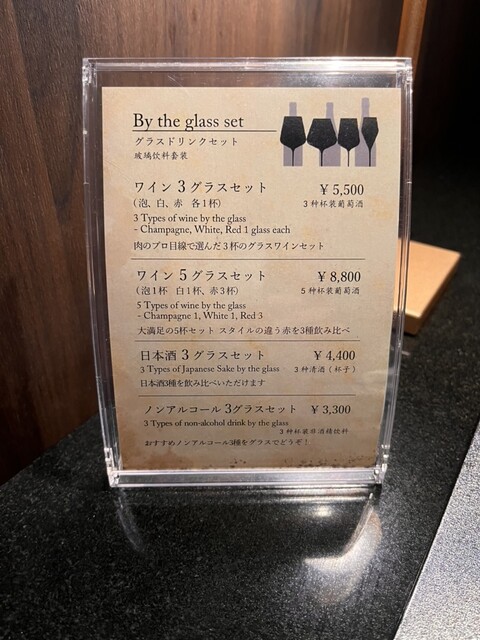 By the glass set
グラスドリンクセット
玻璃饮料套装
ワイン 3 グラスセット ¥ 5,500
(泡、白、赤 各1杯) 3种杯装葡萄酒
3 Types of wine by the glass
- Champagne, White, Red 1 glass each
肉のプロ目線で選んだ3杯のグラスワインセット
ワイン 5 グラスセット ¥ 8,800
(泡1杯 白1杯、赤3杯) 5种杯装葡萄酒
5 Types of wine by the glass
- Champagne 1, White 1, Red 3
大満足の5杯セット スタイルの違う赤を3種飲み比べ
日本酒 3 グラスセット ¥ 4,400
3 Types of Japanese Sake by the glass 3种清酒(杯子)
日本酒3種を飲み比べいただけます
ノンアルコール 3グラスセット ¥ 3,300
3 Types of non-alcohol drink by the glass
3种杯装非酒精饮料
おすすめノンアルコール3種をグラスでどうぞ!